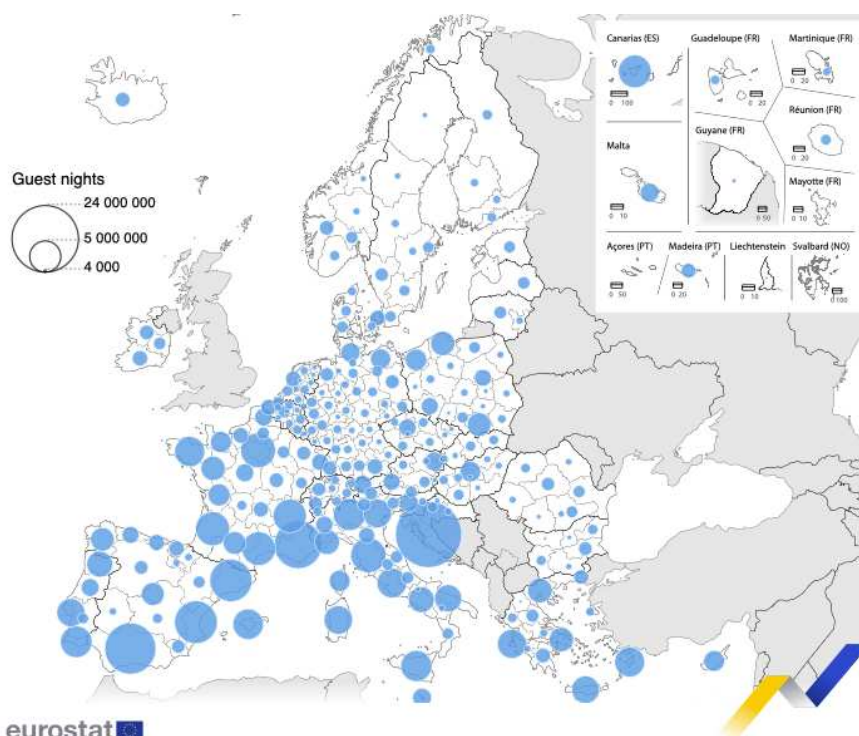 Guest nights
24 000 000
5 000 000
4 000
Canarias (ES)
0 100
Guadeloupe (FR)
0 20
Martinique (FR)
0 20
Réunion (FR)
0 20
Guyane (FR)
0 50
Malta
0 10
Mayotte (FR)
0 10
Açores (PT)
0 50
Madeira (PT)
0 20
Liechtenstein
0 10
Svalbard (NO)
0 100
eurostat